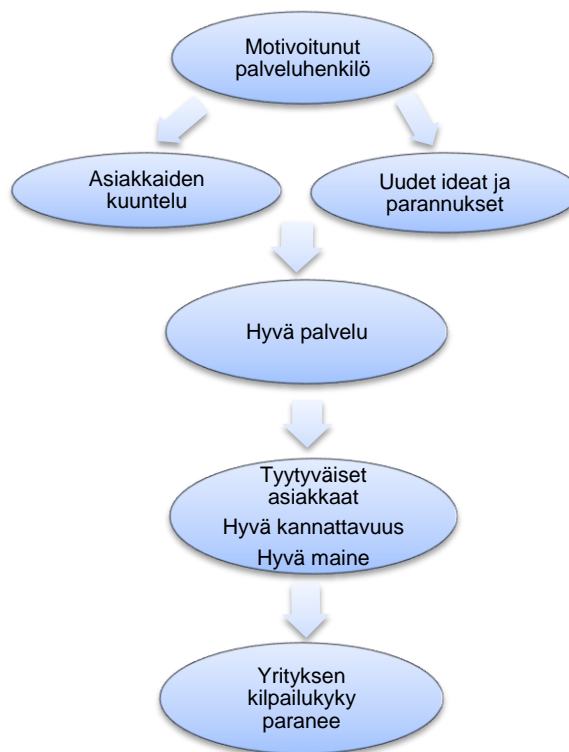 Motivoitunut
palveluhenkilö
Asiakkaiden
kuuntelu
Uudet ideat ja
parannukset
Hyvä palvelu
Tyytyväiset
asiakkaat
Hyvä kannattavuus
Hyvä maine
Yrityksen
kilpailukyky
paranee